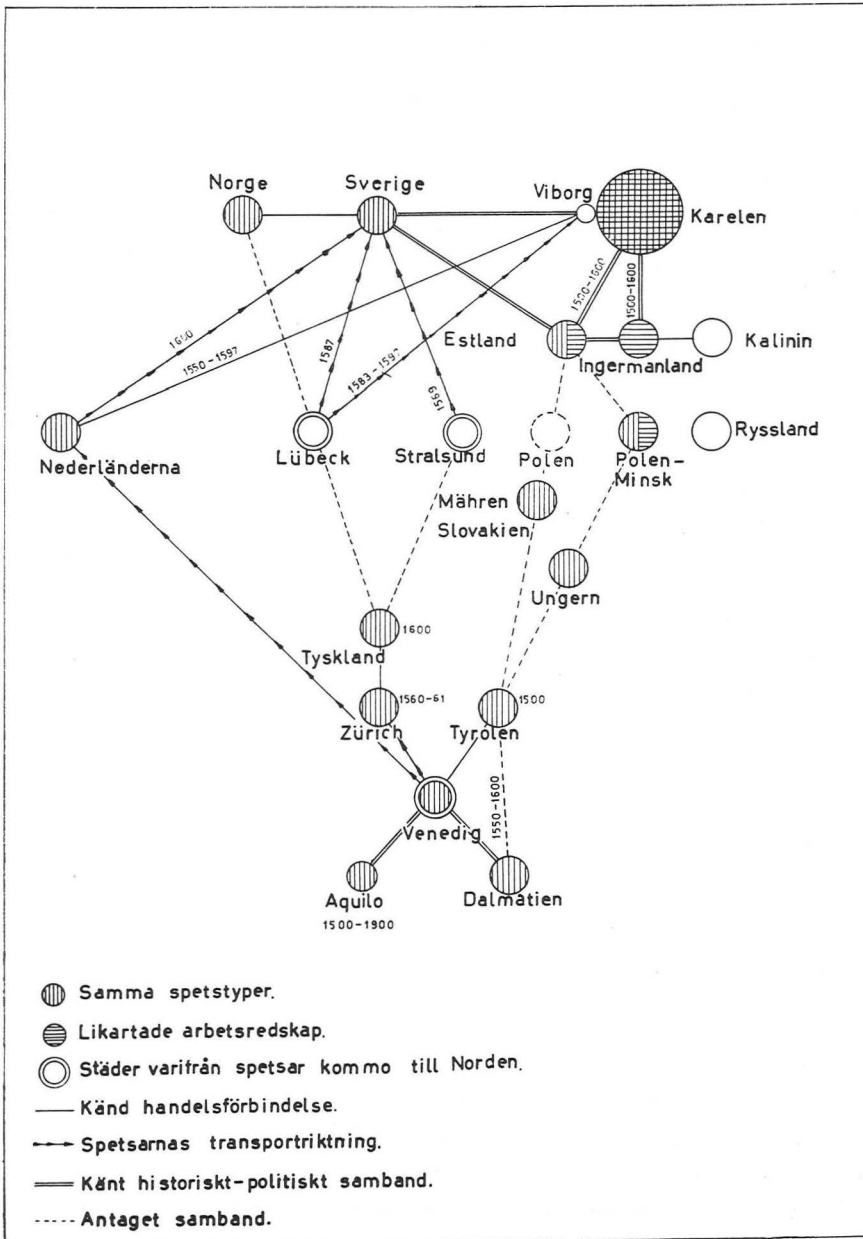 Norge
Sverige
Viborg
Karelen
1500-1600
1500-1600
1600
1550-1597
1587
1583-1597
1569
Estland
Ingermanland
Kalinin
Nederländerna
Lübeck
Stralsund
Polen
Polen-
Minsk
Ryssland
Mähren
Slovakien
Ungern
1600
Tyskland
1560-61
Zürich
Tyrolen
1500
1550-1600
Venedig
Aquilo
1500-1900
Dalmatien
Samma spetstyper.
Likartade arbetsredskap.
Städer varifrån spetsar kommo till Norden.
Känd handelsförbindelse.
Spetsarnas transportriktning.
Känt historiskt-politiskt samband.
Antaget samband.